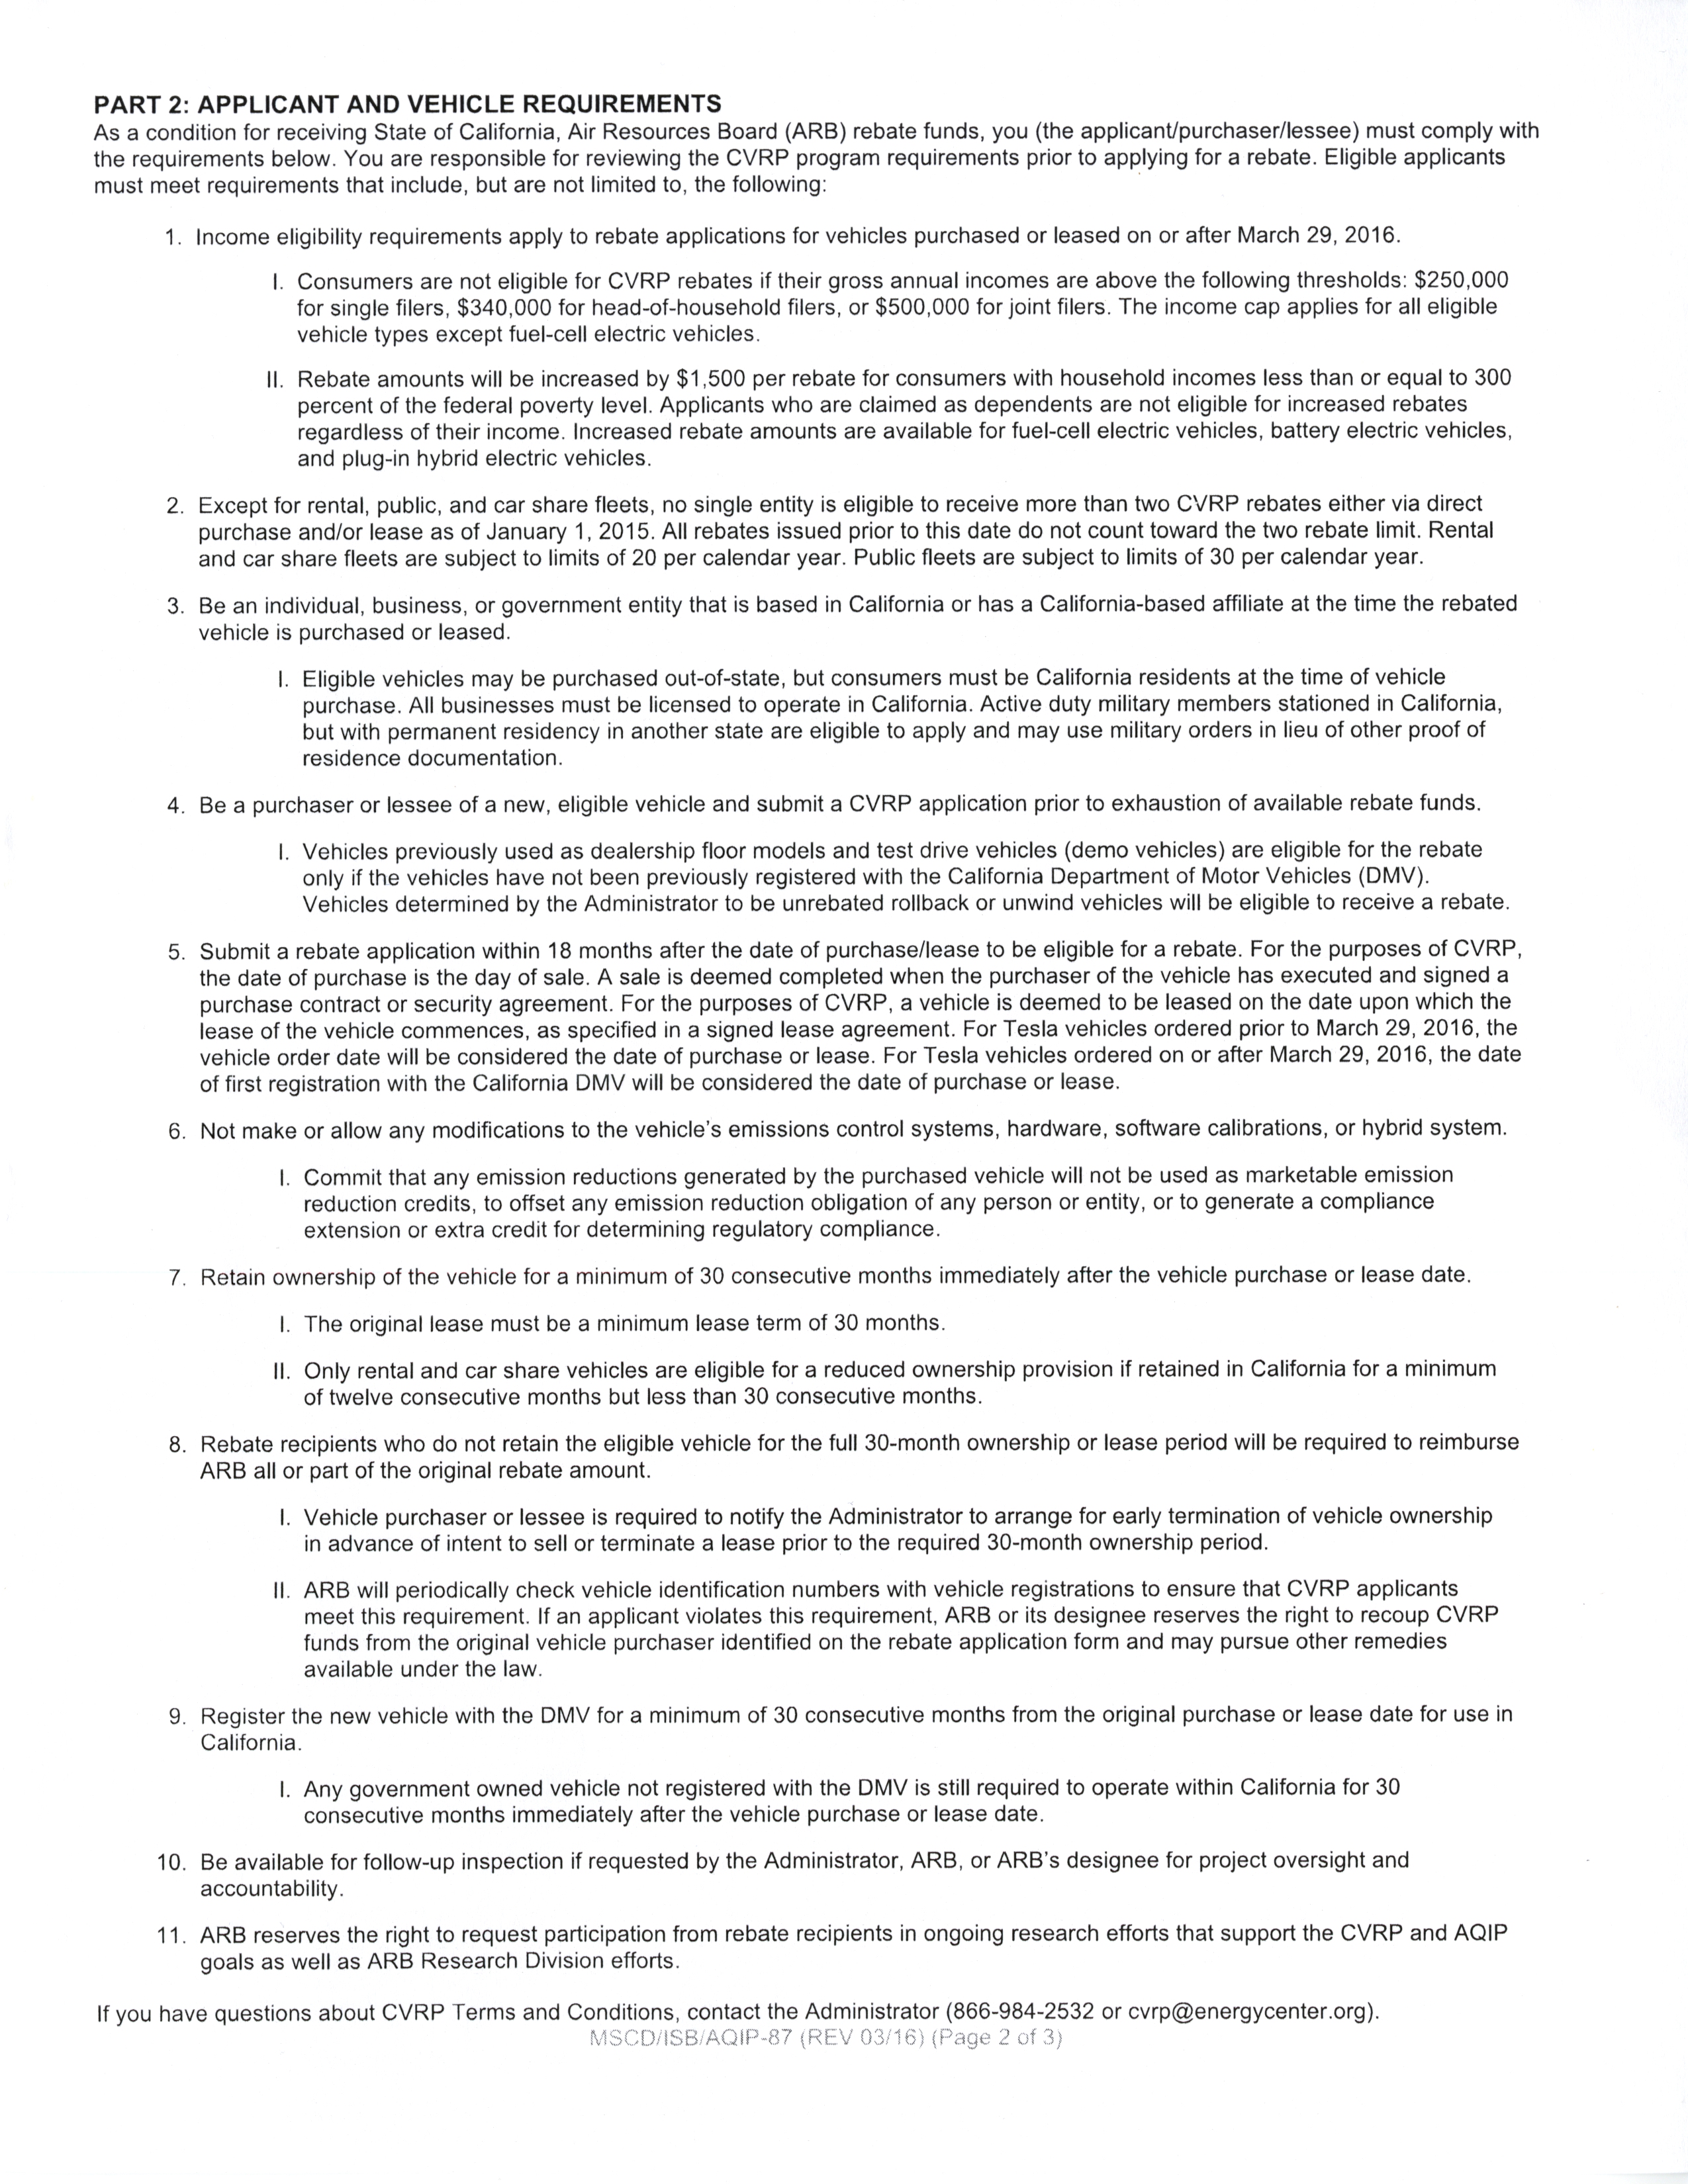 PART 2: APPLICANT AND VEHICLE REQUIREMENTS
As a condition for receiving State of California, Air Resources Board (ARB) rebate funds, you (the applicant/purchaser/lessee) must comply with
the requirements below. You are responsible for reviewing the CVRP program requirements prior to applying for a rebate. Eligible applicants
must meet requirements that include, but are not limited to, the following:
1. Income eligibility requirements apply to rebate applications for vehicles purchased or leased on or after March 29, 2016.
I. Consumers are not eligible for CVRP rebates if their gross annual incomes are above the following thresholds: $250,000
for single filers, $340,000 for head-of-household filers, or $500,000 for joint filers. The income cap applies for all eligible
vehicle types except fuel-cell electric vehicles.
II. Rebate amounts will be increased by $1,500 per rebate for consumers with household incomes less than or equal to 300
percent of the federal poverty level. Applicants who are claimed as dependents are not eligible for increased rebates
regardless of their income. Increased rebate amounts are available for fuel-cell electric vehicles, battery electric vehicles,
and plug-in hybrid electric vehicles.
2. Except for rental, public, and car share fleets, no single entity is eligible to receive more than two CVRP rebates either via direct
purchase and/or lease as of January 1, 2015. All rebates issued prior to this date do not count toward the two rebate limit. Rental
and car share fleets are subject to limits of 20 per calendar year. Public fleets are subject to limits of 30 per calendar year.
3. Be an individual, business, or government entity that is based in California or has a California-based affiliate at the time the rebated
vehicle is purchased or leased.
I. Eligible vehicles may be purchased out-of-state, but consumers must be California residents at the time of vehicle
purchase. All businesses must be licensed to operate in California. Active duty military members stationed in California,
but with permanent residency in another state are eligible to apply and may use military orders in lieu of other proof of
residence documentation.
4. Be a purchaser or lessee of a new, eligible vehicle and submit a CVRP application prior to exhaustion of available rebate funds.
I. Vehicles previously used as dealership floor models and test drive vehicles (demo vehicles) are eligible for the rebate
only if the vehicles have not been previously registered with the California Department of Motor Vehicles (DMV).
Vehicles determined by the Administrator to be unrebated rollback or unwind vehicles will be eligible to receive a rebate.
5. Submit a rebate application within 18 months after the date of purchase/lease to be eligible for a rebate. For the purposes of CVRP,
the date of purchase is the day of sale. A sale is deemed completed when the purchaser of the vehicle has executed and signed a
purchase contract or security agreement. For the purposes of CVRP, a vehicle is deemed to be leased on the date upon which the
lease of the vehicle commences, as specified in a signed lease agreement. For Tesla vehicles ordered prior to March 29, 2016, the
vehicle order date will be considered the date of purchase or lease. For Tesla vehicles ordered on or after March 29, 2016, the date
of first registration with the California DMV will be considered the date of purchase or lease.
6. Not make or allow any modifications to the vehicle's emissions control systems, hardware, software calibrations, or hybrid system.
I. Commit that any emission reductions generated by the purchased vehicle will not be used as marketable emission
reduction credits, to offset any emission reduction obligation of any person or entity, or to generate a compliance
extension or extra credit for determining regulatory compliance.
7. Retain ownership of the vehicle for a minimum of 30 consecutive months immediately after the vehicle purchase or lease date.
I. The original lease must be a minimum lease term of 30 months.
II. Only rental and car share vehicles are eligible for a reduced ownership provision if retained in California for a minimum
of twelve consecutive months but less than 30 consecutive months.
8. Rebate recipients who do not retain the eligible vehicle for the full 30-month ownership or lease period will be required to reimburse
ARB all or part of the original rebate amount.
I. Vehicle purchaser or lessee is required to notify the Administrator to arrange for early termination of vehicle ownership
in advance of intent to sell or terminate a lease prior to the required 30-month ownership period.
II. ARB will periodically check vehicle identification numbers with vehicle registrations to ensure that CVRP applicants
meet this requirement. If an applicant violates this requirement, ARB or its designee reserves the right to recoup CVRP
funds from the original vehicle purchaser identified on the rebate application form and may pursue other remedies
available under the law.
9. Register the new vehicle with the DMV for a minimum of 30 consecutive months from the original purchase or lease date for use in
California.
I. Any government owned vehicle not registered with the DMV is still required to operate within California for 30
consecutive months immediately after the vehicle purchase or lease date.
10. Be available for follow-up inspection if requested by the Administrator, ARB, or ARB's designee for project oversight and
accountability.
11. ARB reserves the right to request participation from rebate recipients in ongoing research efforts that support the CVRP and AQIP
goals as well as ARB Research Division efforts.
If you have questions about CVRP Terms and Conditions, contact the Administrator (866-984-2532 or cvrp@energycenter.org).
MSCD/ISB/AQIP-87 (REV 03/16) (Page 2 of 3)